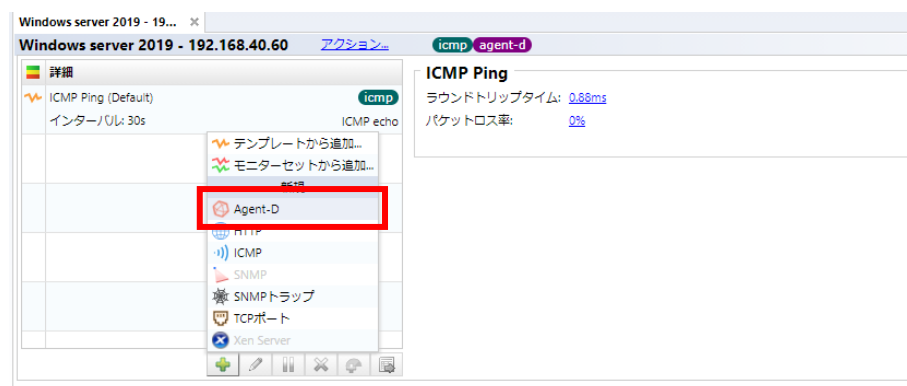 Windows server 2019 - 19... ×
Windows server 2019 - 192.168.40.60 アクション... icmp agent-d
詳細
ICMP Ping (Default) icmp
インターバル: 30s ICMP echo
ICMP Ping
ラウンドトリップタイム: 0.88ms
パケットロス率: 0%
テンプレートから追加...
モニターセットから追加...
新規
Agent-D
HTTP
ICMP
SNMP
SNMPトラップ
TCPポート
Xen Server